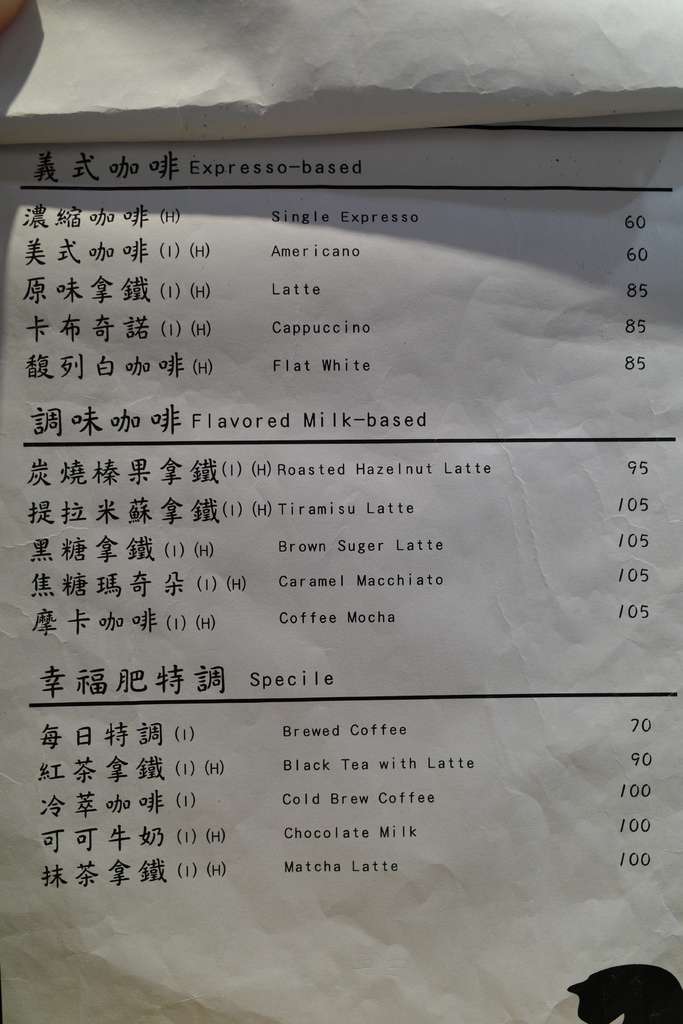 義式咖啡 Expresso-based
濃縮咖啡 (H) Single Expresso 60
美式咖啡 (I) (H) Americano 60
原味拿鐵 (I) (H) Latte 85
卡布奇諾 (I) (H) Cappuccino 85
馥列白咖啡 (H) Flat White 85
調味咖啡 Flavored Milk-based
炭燒榛果拿鐵 (I) (H) Roasted Hazelnut Latte 95
提拉米蘇拿鐵 (I) (H) Tiramisu Latte 105
黑糖拿鐵 (I) (H) Brown Suger Latte 105
焦糖瑪奇朵 (I) (H) Caramel Macchiato 105
摩卡咖啡 (I) (H) Coffee Mocha 105
幸福肥特調 Specile
每日特調 (I) Brewed Coffee 70
紅茶拿鐵 (I) (H) Black Tea with Latte 90
冷萃咖啡 (I) Cold Brew Coffee 100
可可牛奶 (I) (H) Chocolate Milk 100
抹茶拿鐵 (I) (H) Matcha Latte 100